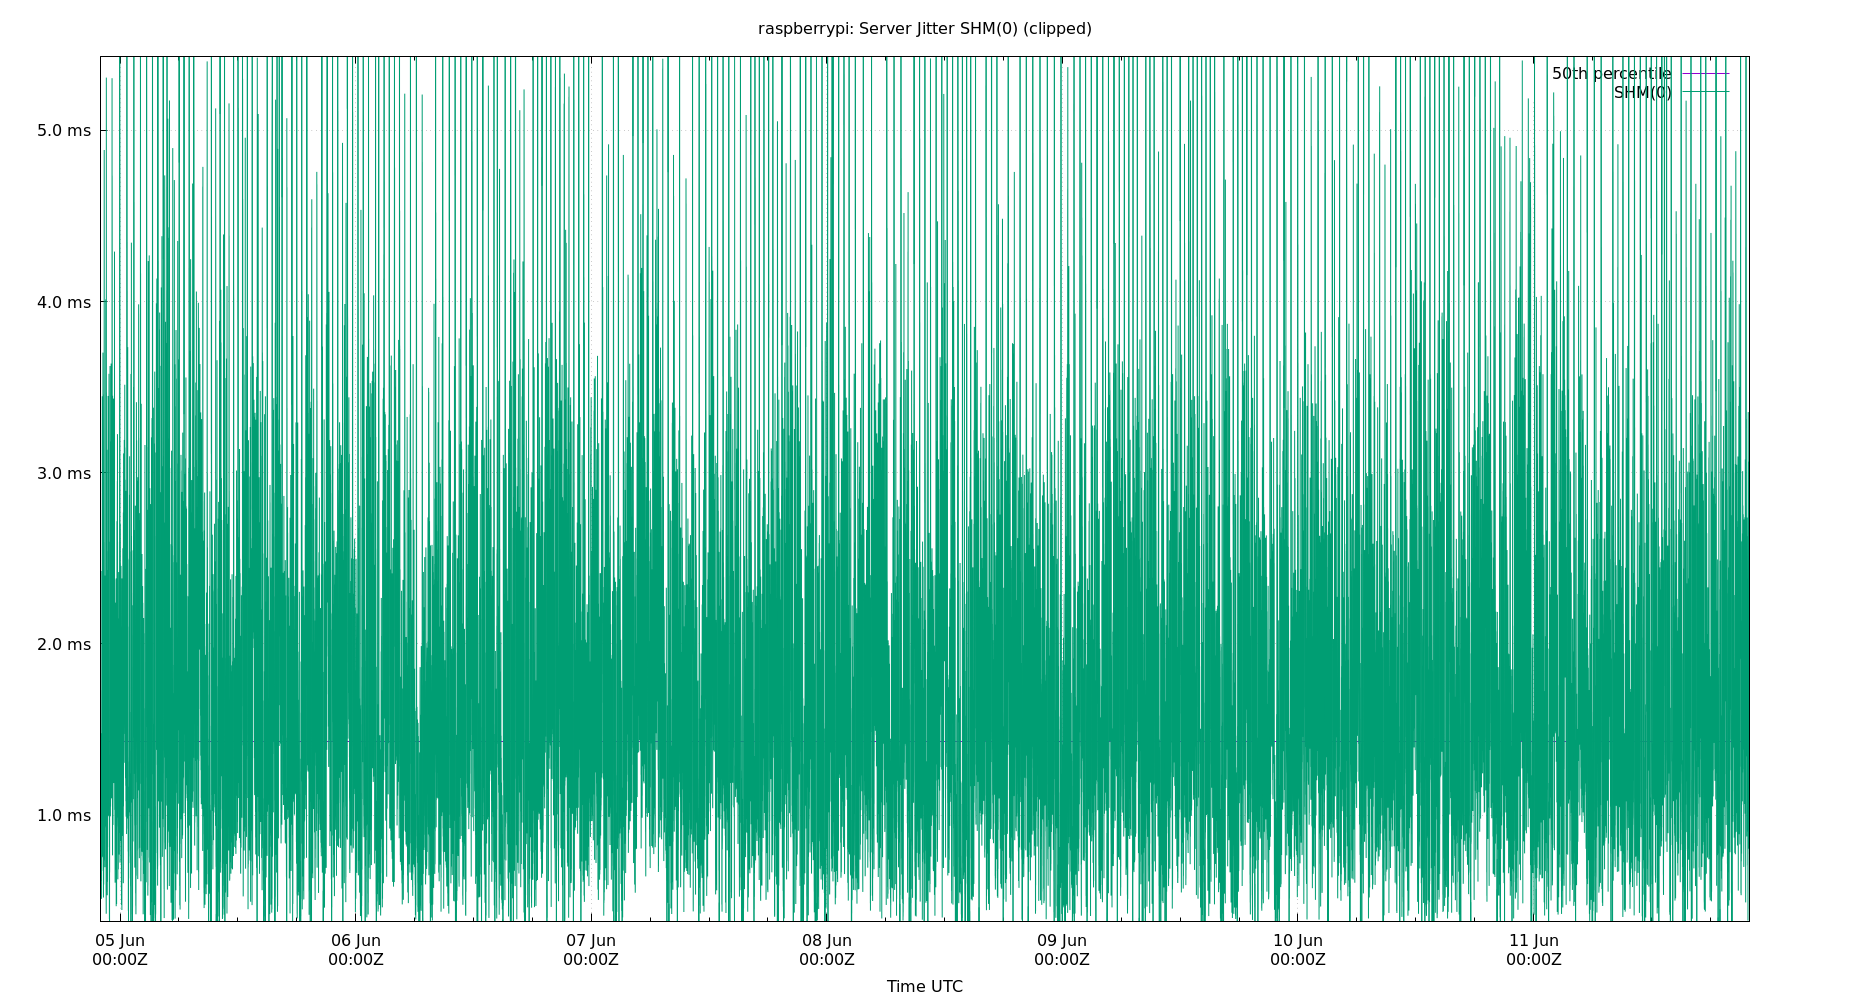 raspberrypi: Server Jitter SHM(0) (clipped)
50th percentile
SHM(0)
5.0 ms
4.0 ms
3.0 ms
2.0 ms
1.0 ms
05 Jun 06 Jun 07 Jun 08 Jun 09 Jun 10 Jun 11 Jun
00:00Z 00:00Z 00:00Z 00:00Z 00:00Z 00:00Z 00:00Z
Time UTC